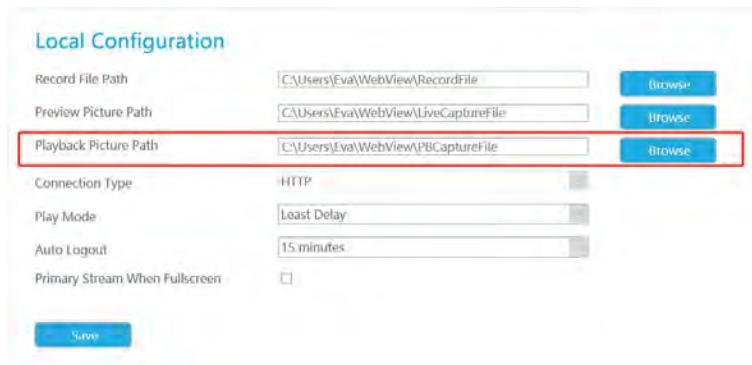 Local Configuration
Record File Path C:\Users\Eva\WebView\RecordFile Browse
Preview Picture Path C:\Users\Eva\WebView\LiveCaptureFile Browse
Playback Picture Path C:\Users\Eva\WebView\PBCaptureFile Browse
Connection Type HTTP
Play Mode Least Delay
Auto Logout 15 minutes
Primary Stream When Fullscreen
Save